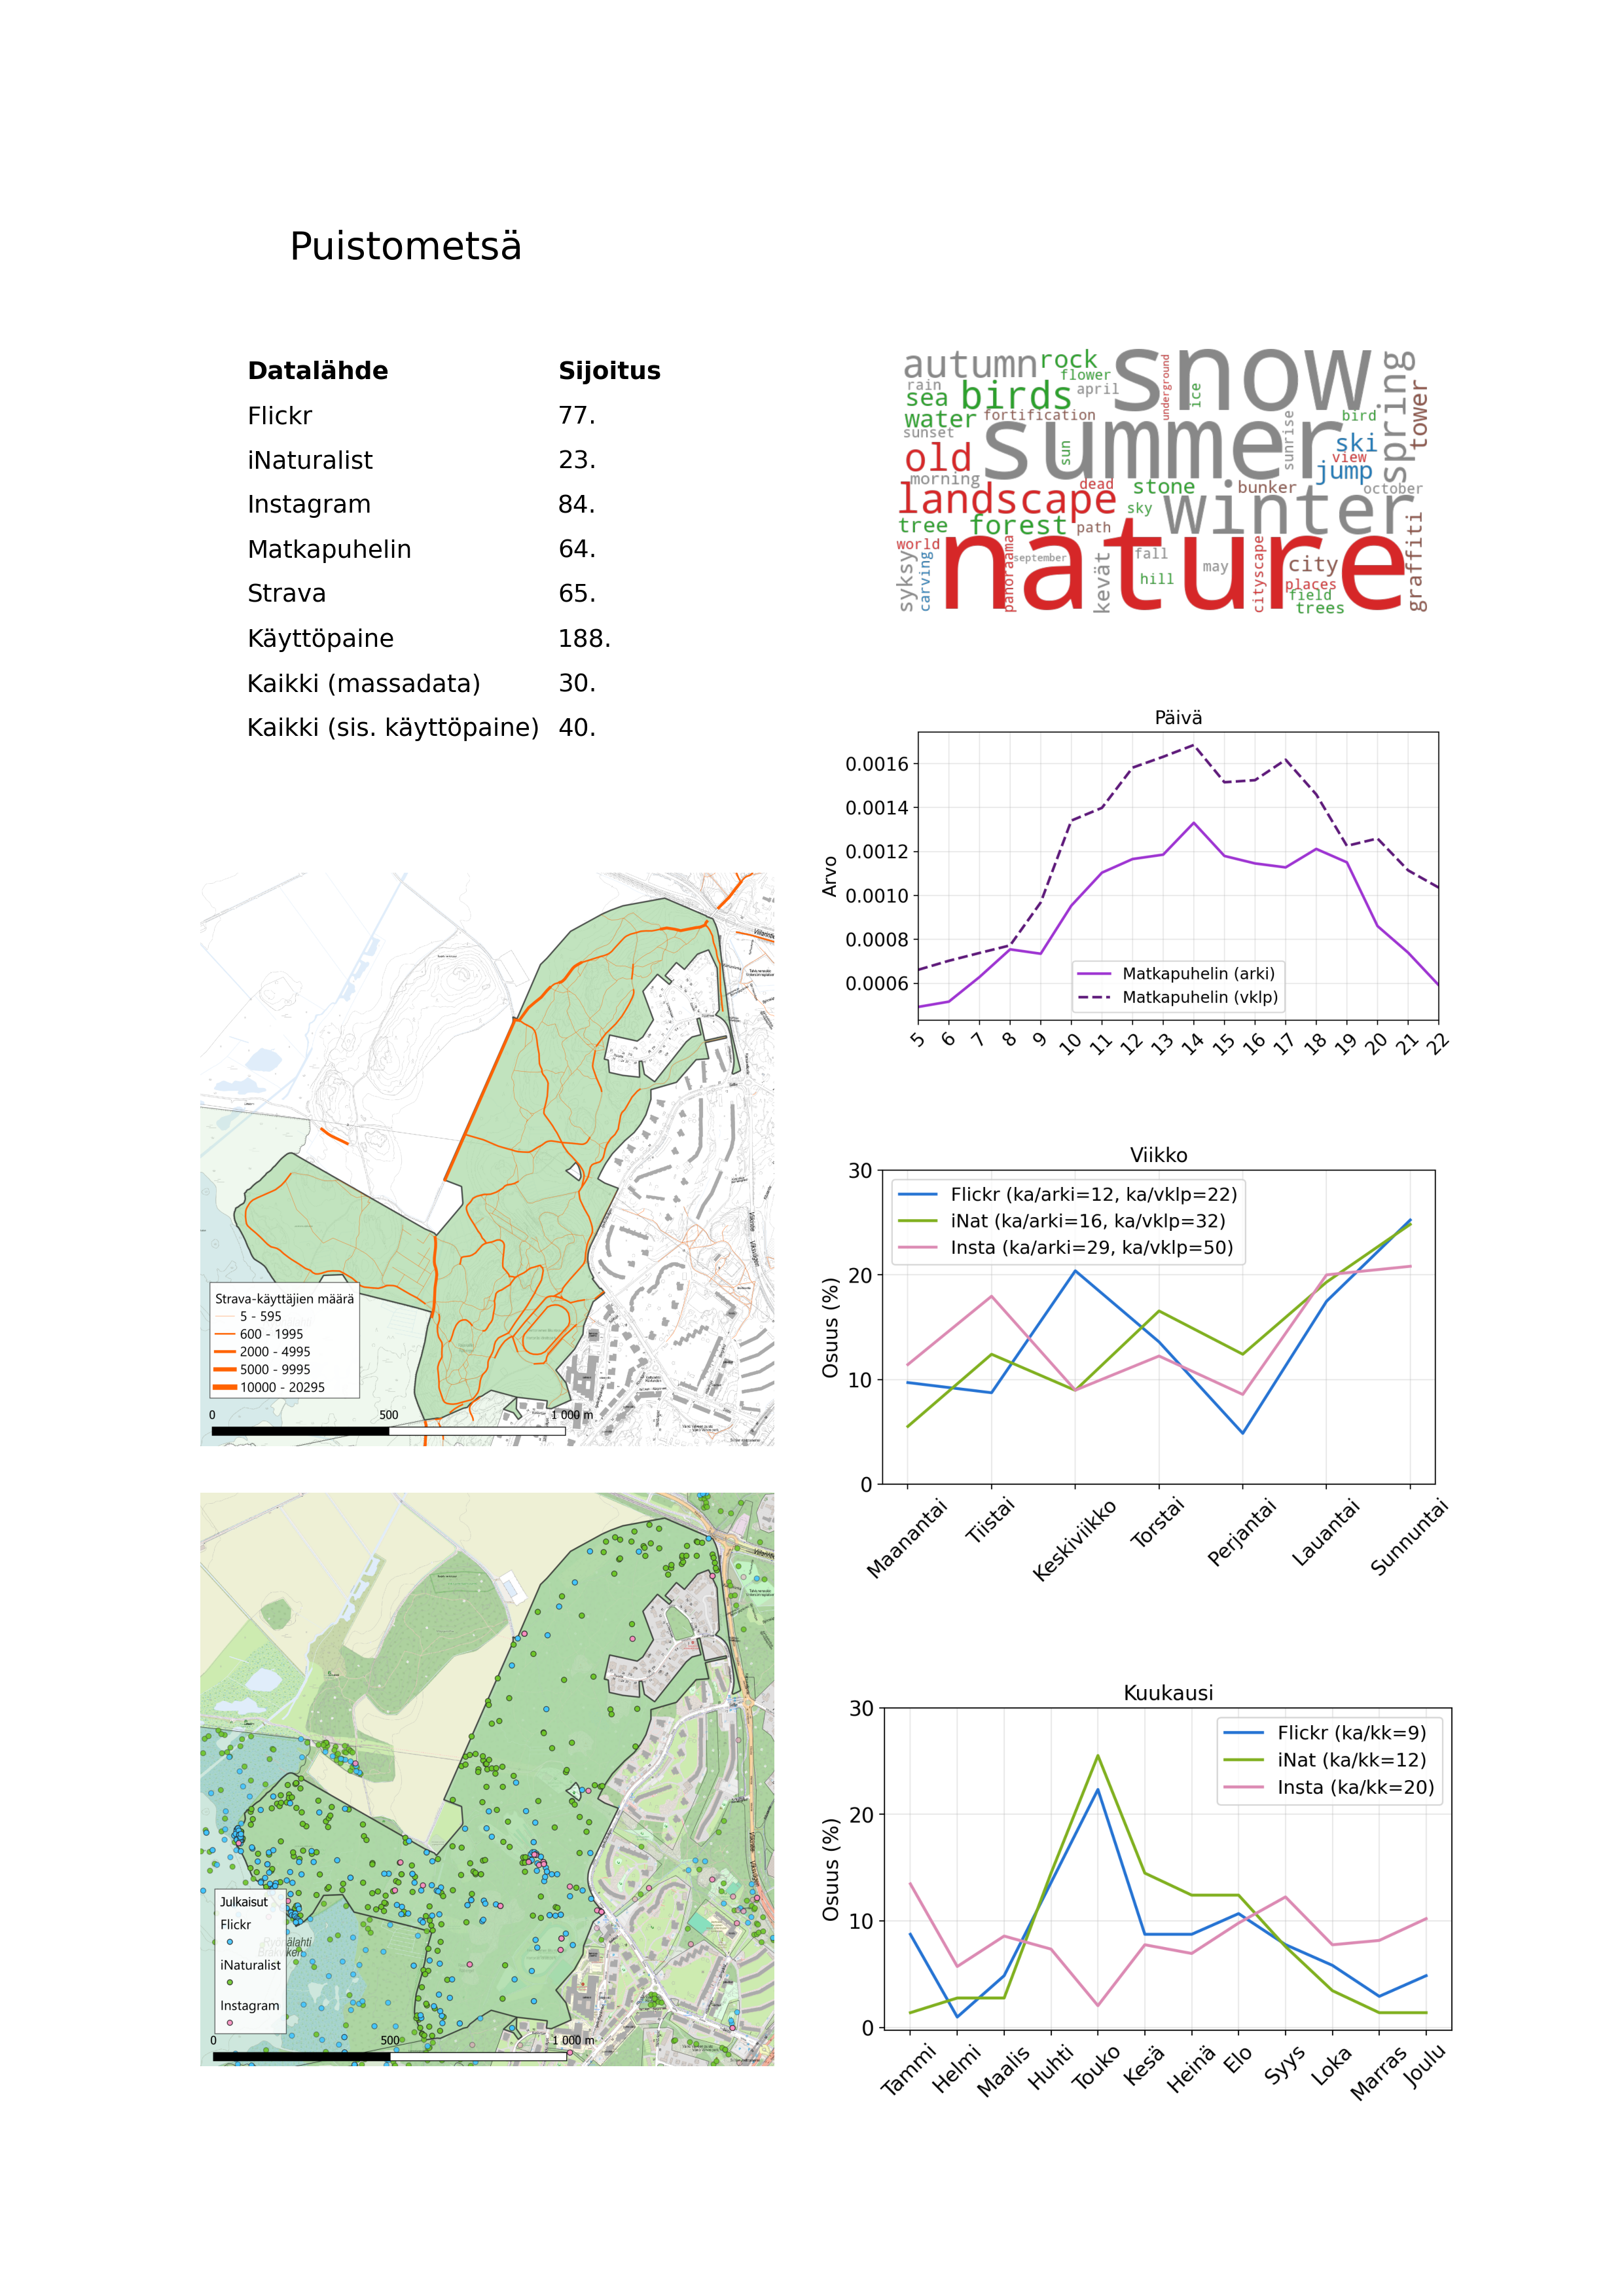 Puistometsä
Datalähde Sijoitus
Flickr 77.
iNaturalist 23.
Instagram 84.
Matkapuhelin 64.
Strava 65.
Käyttöpaine 188.
Kaikki (massadata) 30.
Kaikki (sis. käyttöpaine) 40.
autumn rock snow spring
flower underground ice
rain birds april tower
sea
water fortification bird
sunset summer sunrise ski
old sun view
jump
morning dead stone bunker october
landscape sky winter
tree forest path graffiti
world nature panorama september fall cityscape city
syksy carving kevät hill may places
field
trees
Päivä
Arvo
0.0016
0.0014
0.0012
0.0010
0.0008
0.0006
Matkapuhelin (arki)
Matkapuhelin (vklp)
5 6 7 8 9 10 11 12 13 14 15 16 17 18 19 20 21 22
Strava-käyttäjien määrä
5 - 595
600 - 1995
2000 - 4995
5000 - 9995
10000 - 20295
0 500 1 000 m
Viikko
Osuus (%)
30
20
10
0
Flickr (ka/arki=12, ka/vklp=22)
iNat (ka/arki=16, ka/vklp=32)
Insta (ka/arki=29, ka/vklp=50)
Maanantai Tiistai Keskiviikko Torstai Perjantai Lauantai Sunnuntai
Julkaisut
Flickr
iNaturalist
Instagram
0 500 1 000 m
Kuukausi
Osuus (%)
30
20
10
0
Flickr (ka/kk=9)
iNat (ka/kk=12)
Insta (ka/kk=20)
Tammi Helmi Maalis Huhti Touko Kesä Heinä Elo Syys Loka Marras Joulu